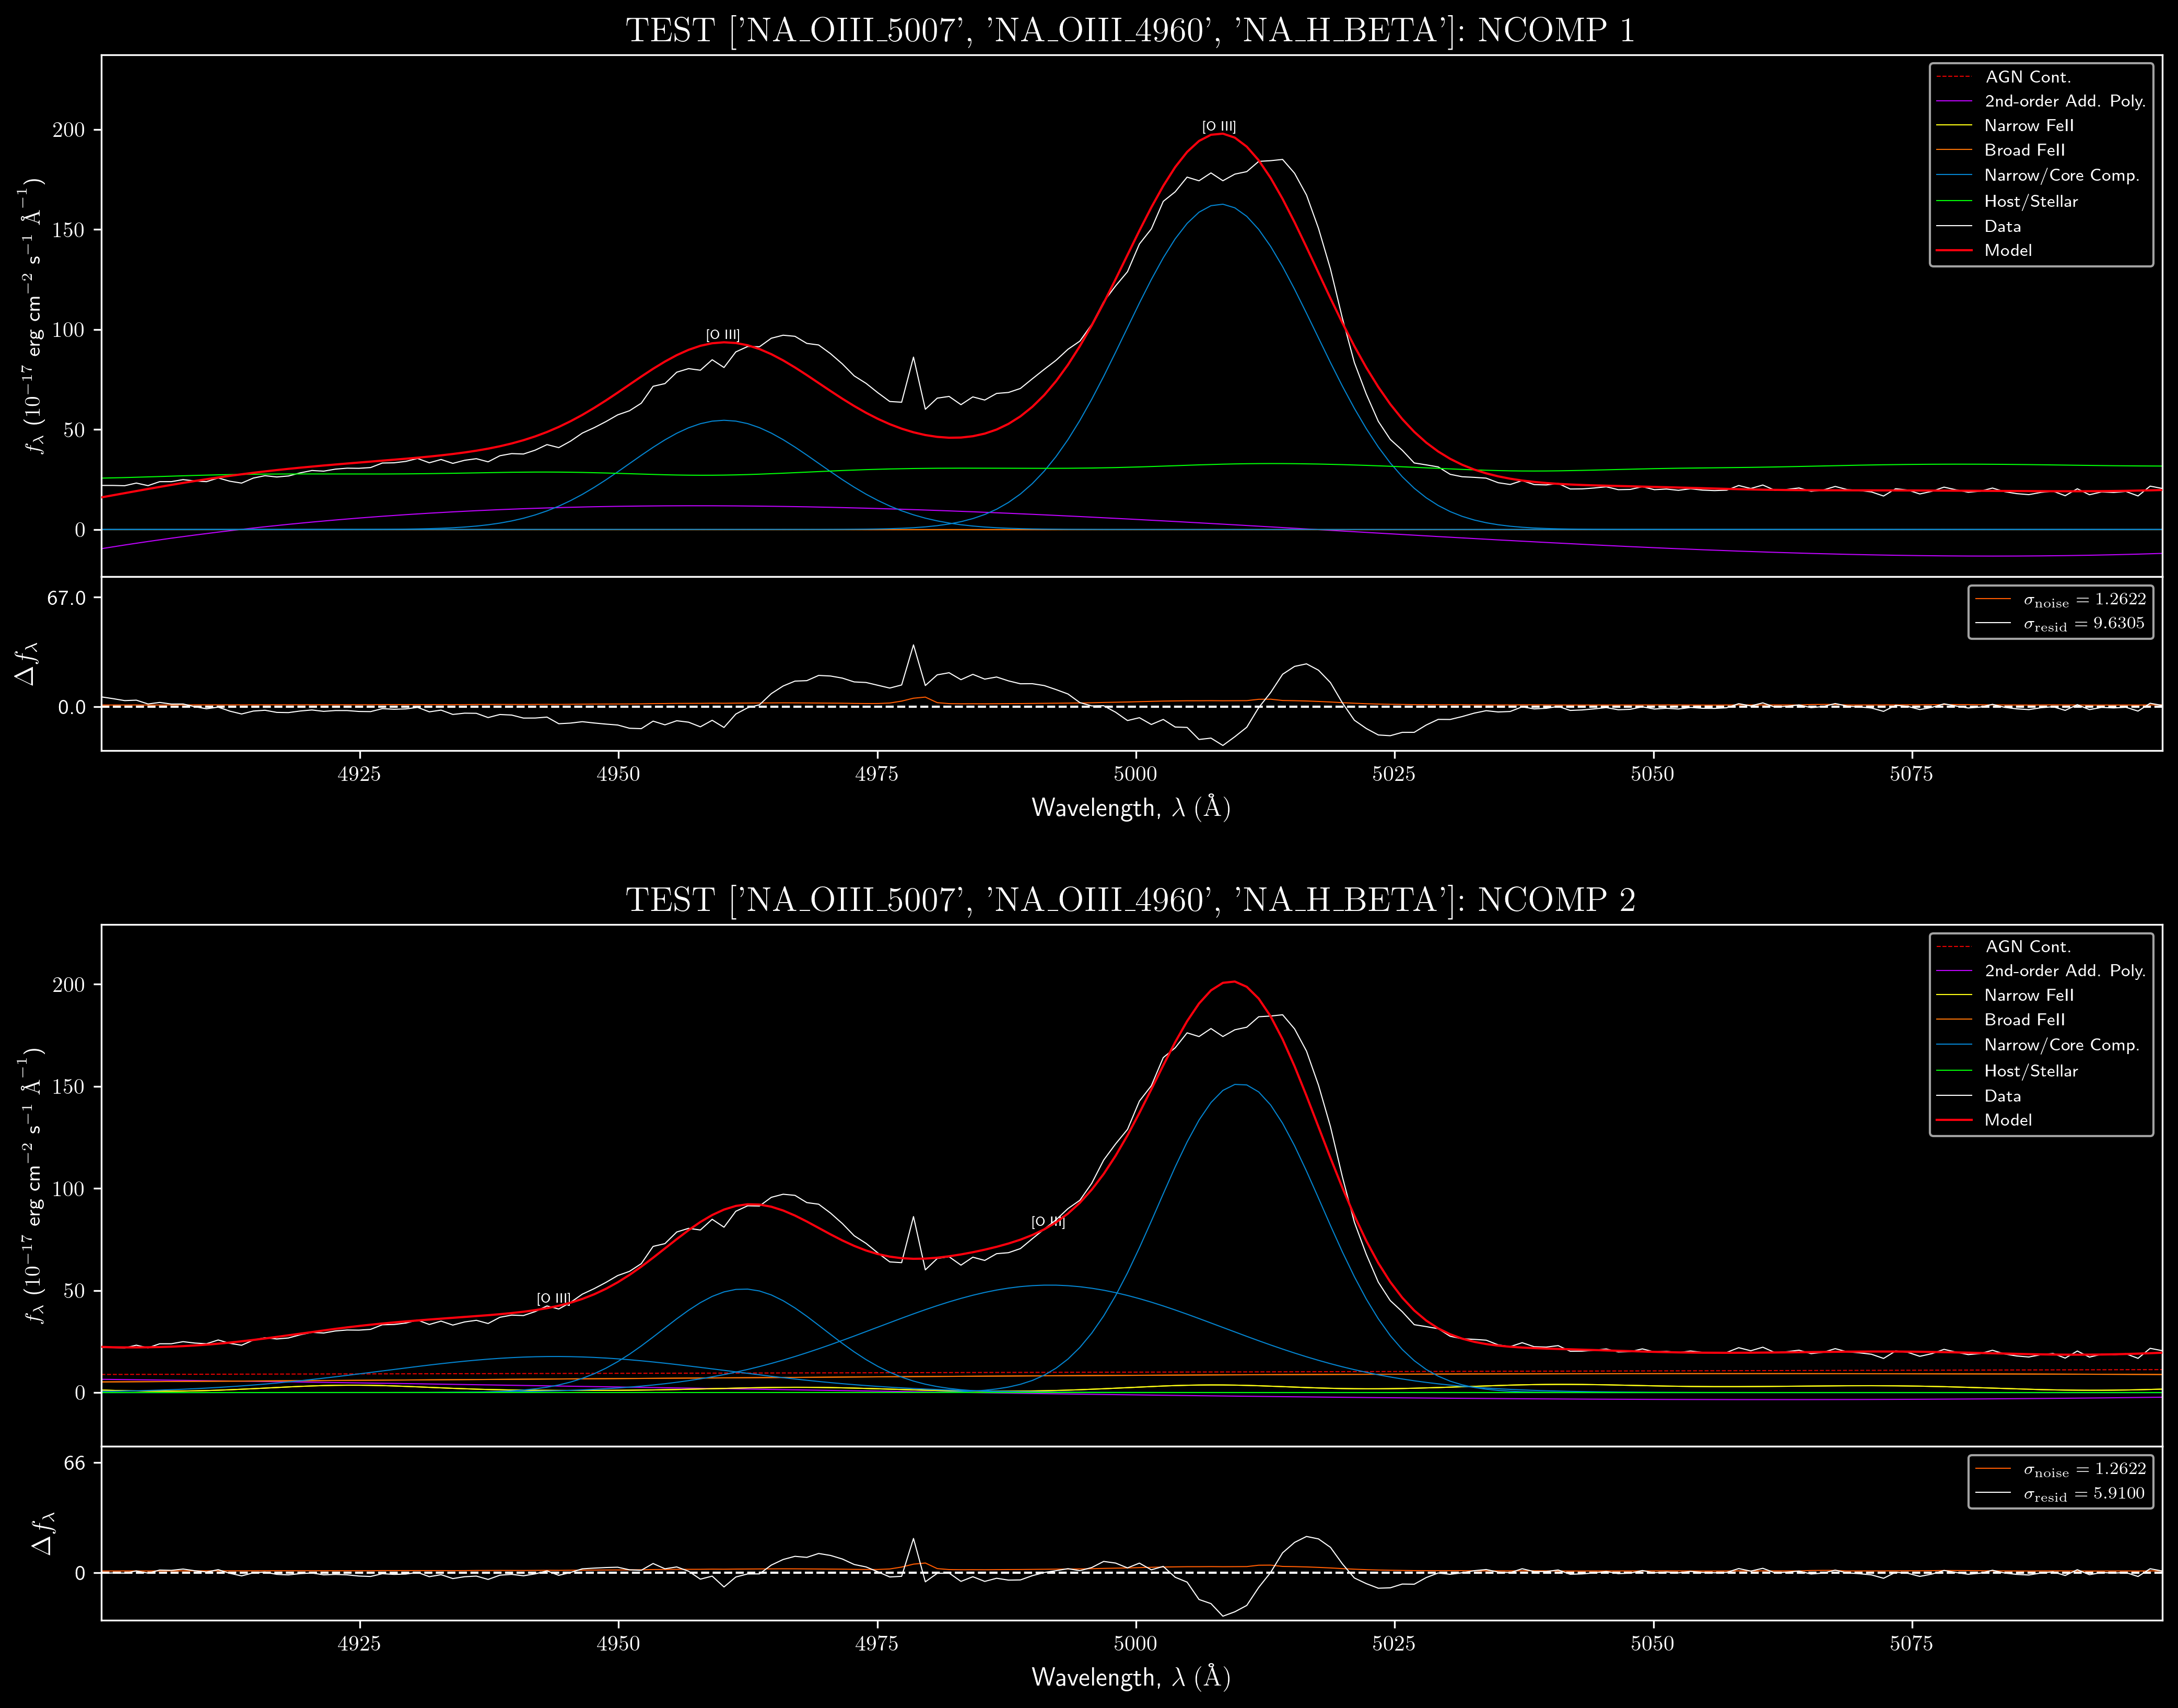 TEST ['NA_OIII_5007', 'NA_OIII_4960', 'NA_H_BETA']: NCOMP 1
AGN Cont.
2nd-order Add. Poly.
Narrow FeII
Broad FeII
Narrow/Core Comp.
Host/Stellar
Data
Model
[O III]
[O III]
200
150
100
50
0
f_λ (10⁻¹⁷ erg cm⁻² s⁻¹ Å⁻¹)
67.0
0.0
Δf_λ
σ_noise = 1.2622
σ_resid = 9.6305
4925 4950 4975 5000 5025 5050 5075
Wavelength, λ (Å)
TEST ['NA_OIII_5007', 'NA_OIII_4960', 'NA_H_BETA']: NCOMP 2
AGN Cont.
2nd-order Add. Poly.
Narrow FeII
Broad FeII
Narrow/Core Comp.
Host/Stellar
Data
Model
[O III]
[O III]
200
150
100
50
0
f_λ (10⁻¹⁷ erg cm⁻² s⁻¹ Å⁻¹)
66
0
Δf_λ
σ_noise = 1.2622
σ_resid = 5.9100
4925 4950 4975 5000 5025 5050 5075
Wavelength, λ (Å)